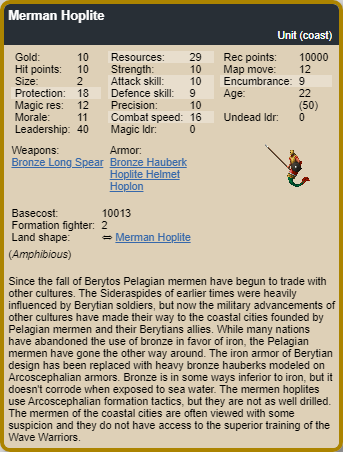 Merman Hoplite
Unit (coast)
Gold: 10 Resources: 29 Rec points: 10000
Hit points: 10 Strength: 10 Map move: 12
Size: 2 Attack skill: 10 Encumbrance: 9
Protection: 18 Defence skill: 9 Age: 22
Magic res: 12 Precision: 10 (50)
Morale: 11 Combat speed: 16 Undead ldr: 0
Leadership: 40 Magic ldr: 0
Weapons: Armor:
Bronze Long Spear Bronze Hauberk
Hoplite Helmet
Hoplon
Basecost: 10013
Formation fighter: 2
Land shape: ⇔ Merman Hoplite
(Amphibious)
Since the fall of Berytos Pelagian mermen have begun to trade with
other cultures. The Sideraspides of earlier times were heavily
influenced by Berytian soldiers, but now the military advancements of
other cultures have made their way to the coastal cities founded by
Pelagian mermen and their Berytians allies. While many nations
have abandoned the use of bronze in favor of iron, the Pelagian
mermen have gone the other way around. The iron armor of Berytian
design has been replaced with heavy bronze hauberks modeled on
Arcoscephalian armors. Bronze is in some ways inferior to iron, but it
doesn't corrode when exposed to sea water. The mermen hoplites
use Arcoscephalian formation tactics, but they are not as well drilled.
The mermen of the coastal cities are often viewed with some
suspicion and they do not have access to the superior training of the
Wave Warriors.